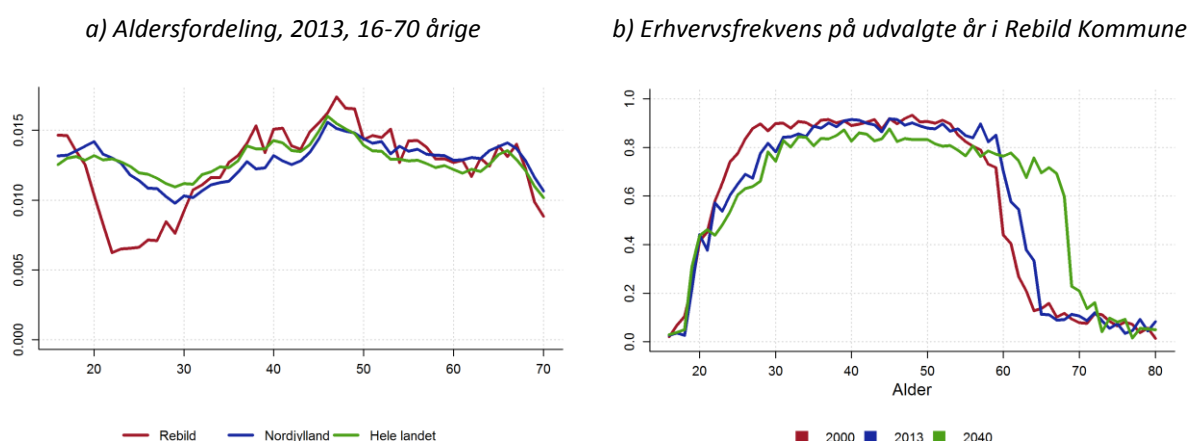 a) Aldersfordeling, 2013, 16-70 årige
0.015
0.010
0.005
0.000
20 30 40 50 60 70
Rebild Nordjylland Hele landet
b) Erhvervsfrekvens på udvalgte år i Rebild Kommune
1.0
0.8
0.6
0.4
0.2
0.0
20 30 40 50 60 70 80
Alder
2000 2013 2040